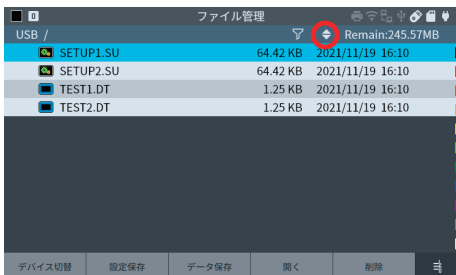 0 ファイル管理
USB / Remain:245.57MB
SETUP1.SU 64.42 KB 2021/11/19 16:10
SETUP2.SU 64.42 KB 2021/11/19 16:10
TEST1.DT 1.25 KB 2021/11/19 16:10
TEST2.DT 1.25 KB 2021/11/19 16:10
デバイス切替 設定保存 データ保存 開く 削除